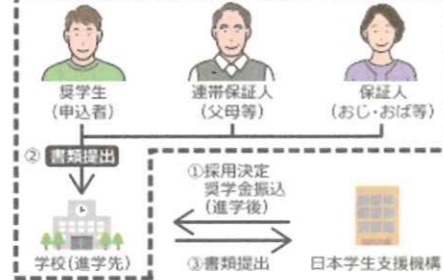 奨学生
(申込者)
連帯保証人
(父母等)
保証人
(おじ・おば等)
② 書類提出
①採用決定
奨学金振込
(進学後)
学校(進学先)
③書類提出
日本学生支援機構